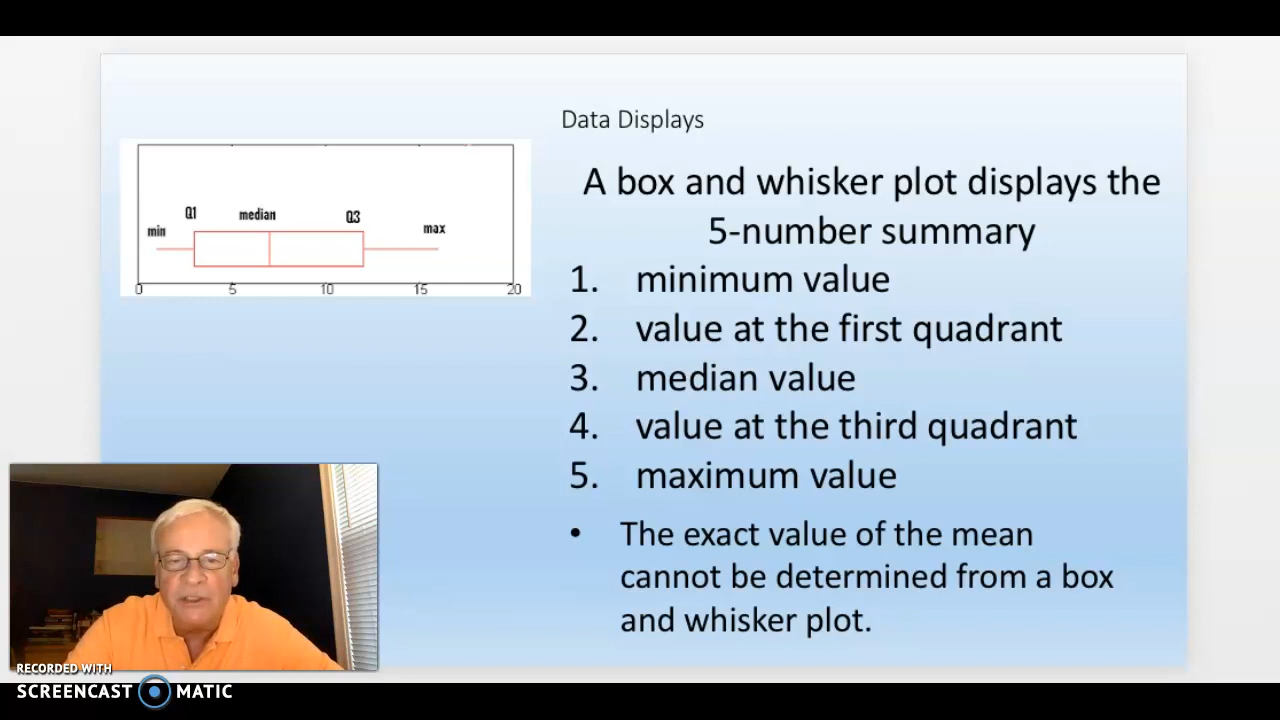 Data Displays
Q1 median Q3
min max
0 5 10 15 20
A box and whisker plot displays the
5-number summary
1. minimum value
2. value at the first quadrant
3. median value
4. value at the third quadrant
5. maximum value
• The exact value of the mean
cannot be determined from a box
and whisker plot.
RECORDED WITH
SCREENCAST MATIC